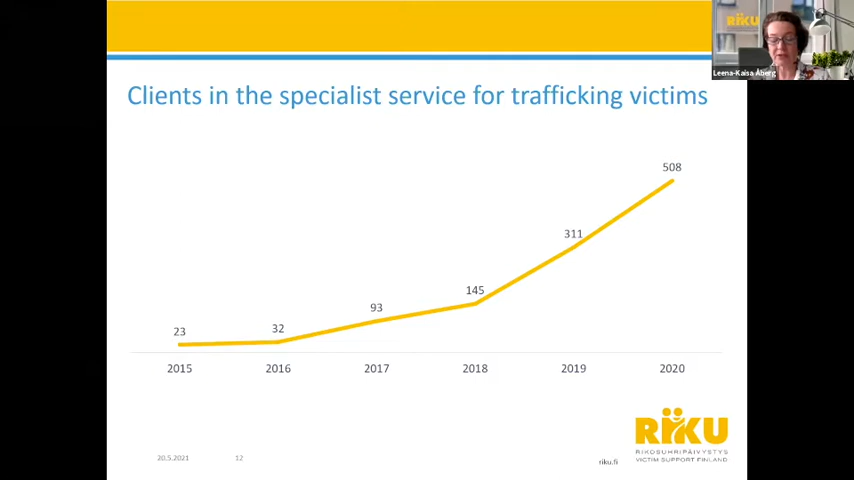 RIKU
Leena-Kaisa Åberg
Clients in the specialist service for trafficking victims
508
311
145
93
32
23
2015 2016 2017 2018 2019 2020
RIKU
RIKOSUHRIPÄIVYSTYS
VICTIM SUPPORT FINLAND
20.5.2021 12 riku.fi